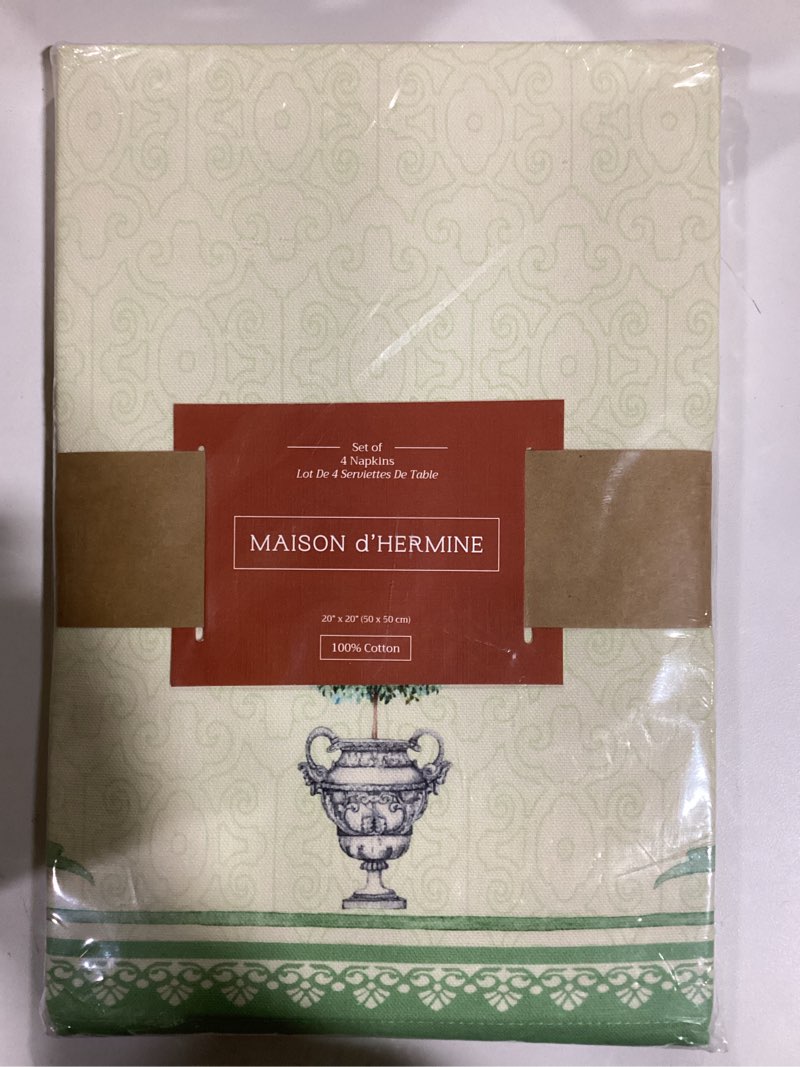 Set of
4 Napkins
Lot De 4 Serviettes De Table
MAISON d'HERMINE
20" x 20" (50 x 50 cm)
100% Cotton